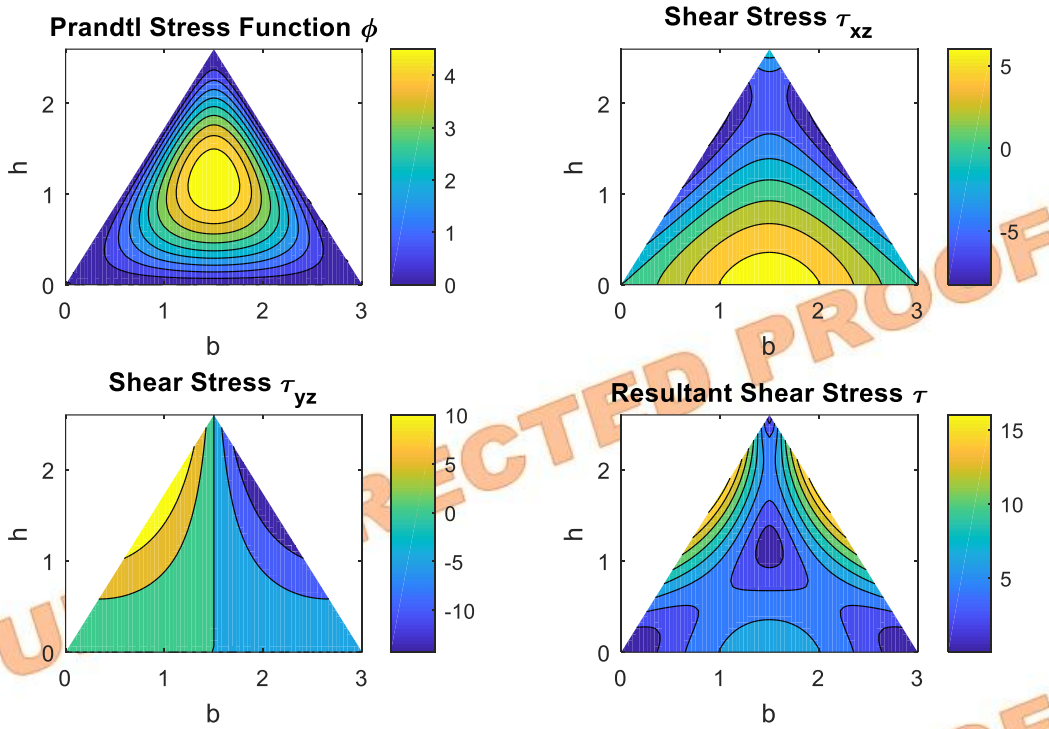 Prandtl Stress Function ϕ
4
3
2
1
0
2
1
0
h
0 1 2 3
b
Shear Stress τxz
5
0
-5
2
1
0
h
0 1 2 3
b
Shear Stress τyz
10
5
0
-5
-10
2
1
0
h
0 1 2 3
b
Resultant Shear Stress τ
15
10
5
2
1
0
h
0 1 2 3
b
RECTED PROOF